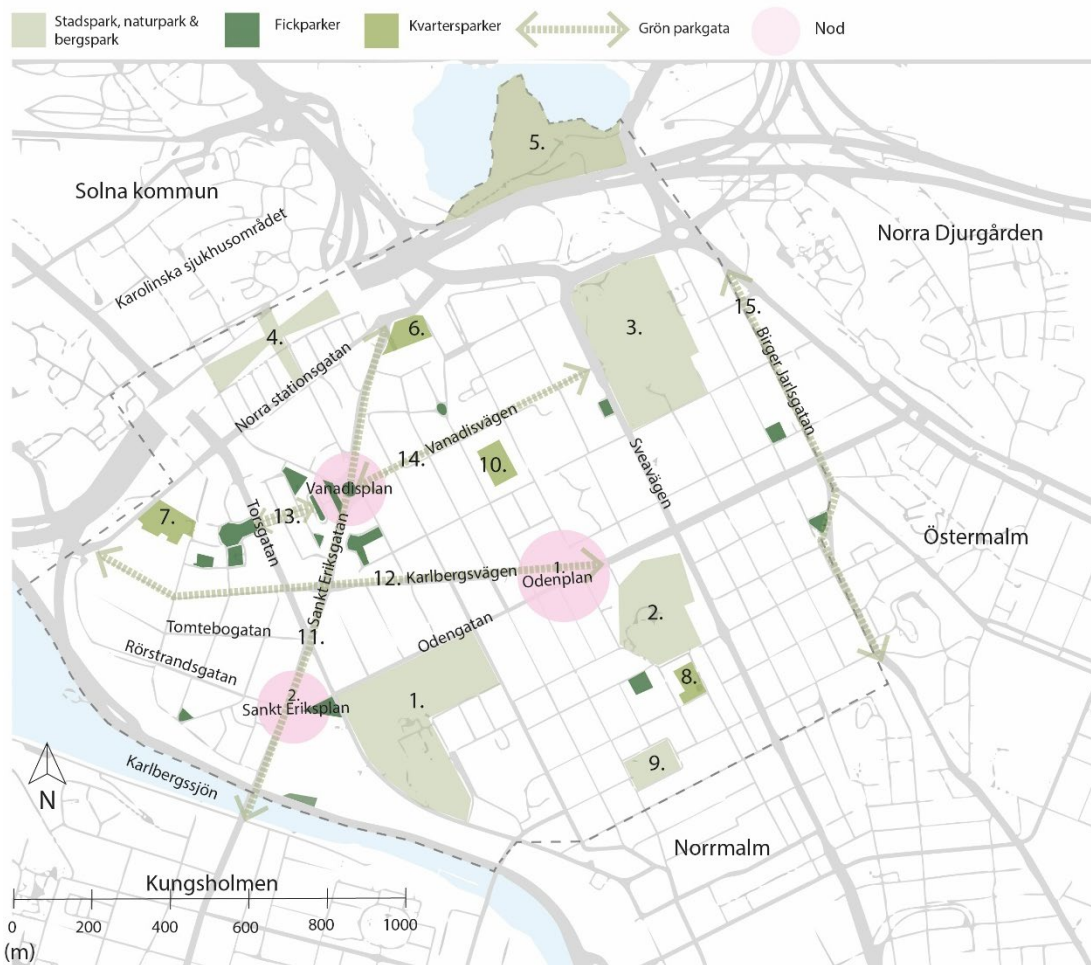 Stadspark, naturpark &
bergspark
Fickparker
Kvartersparker
Grön parkgata
Nod
5.
Solna kommun
Karolinska sjukhusområdet
Norra Djurgården
15.
Birger Jarlsgatan
3.
4.
6.
Norra stationsgatan
14. Vanadisvägen
Sveavägen
10.
Vanadisplan
7.
13.
Torsgatan
Sankt Eriksgatan
Östermalm
1.
Odenplan
12. Karlbergsvägen
2.
Tomtebogatan
11.
Odengatan
Rörstrandsgatan
8.
2.
Sankt Eriksplan
1.
9.
Karlbergssjön
N
Norrmalm
Kungsholmen
0 200 400 600 800 1000
(m)